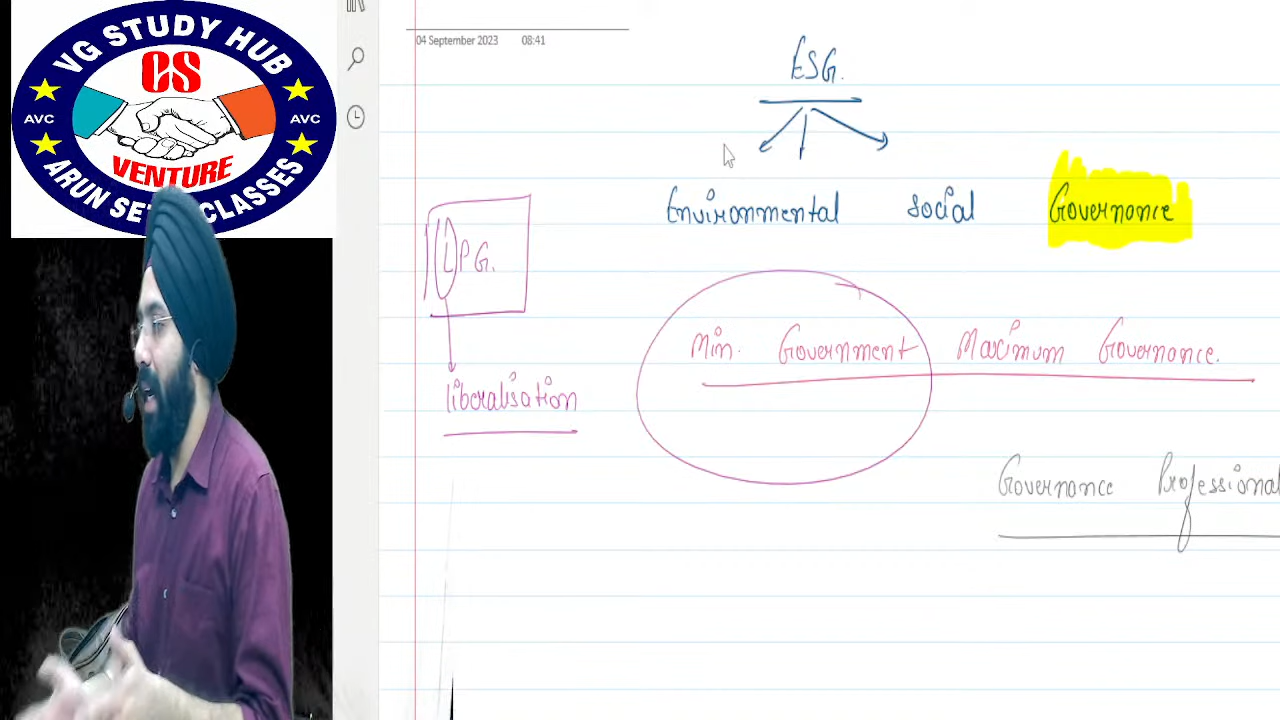 VG STUDY HUB
CS
AVC
AVC
VENTURE
ARUN SET CLASSES
04 September 2023 08:41
ESG.
Environmental Social Governance
LPG.
Min. Government Maximum Governance.
liberalisation
Governance Professional